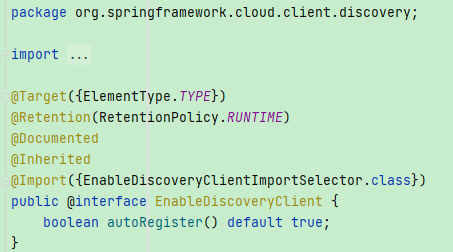 package org.springframework.cloud.client.discovery;
import ...
@Target({ElementType.TYPE})
@Retention(RetentionPolicy.RUNTIME)
@Documented
@Inherited
@Import({EnableDiscoveryClientImportSelector.class})
public @interface EnableDiscoveryClient {
    boolean autoRegister() default true;
}